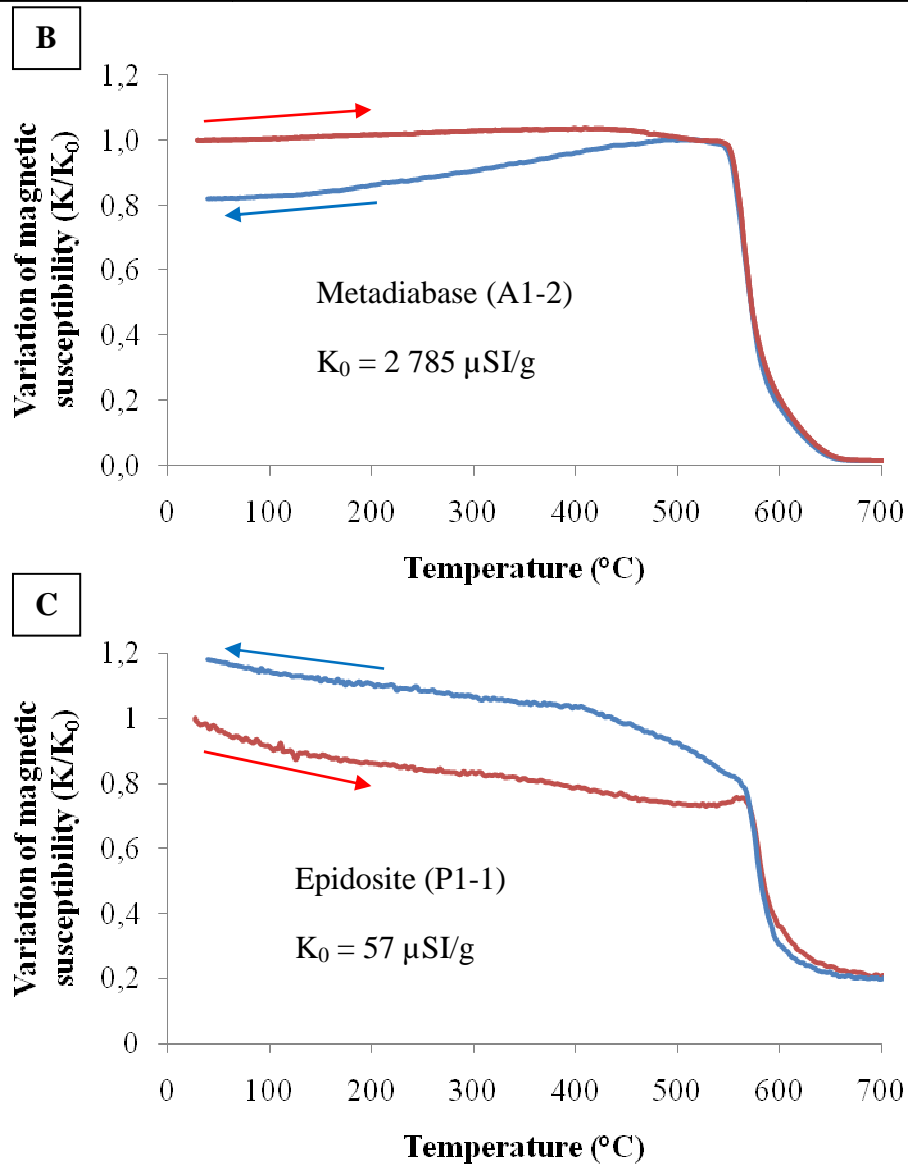 B
Variation of magnetic
susceptibility (K/K₀)
1,2
1,0
0,8
0,6
0,4
0,2
0,0
Metadiabase (A1-2)
K₀ = 2 785 µSI/g
0 100 200 300 400 500 600 700
Temperature (°C)
C
Variation of magnetic
susceptibility (K/K₀)
1,2
1
0,8
0,6
0,4
0,2
0
Epidosite (P1-1)
K₀ = 57 µSI/g
0 100 200 300 400 500 600 700
Temperature (°C)